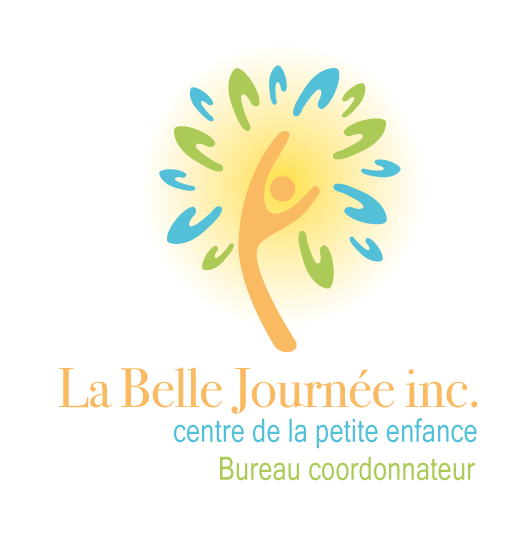 La Belle Journée inc.
centre de la petite enfance
Bureau coordonnateur